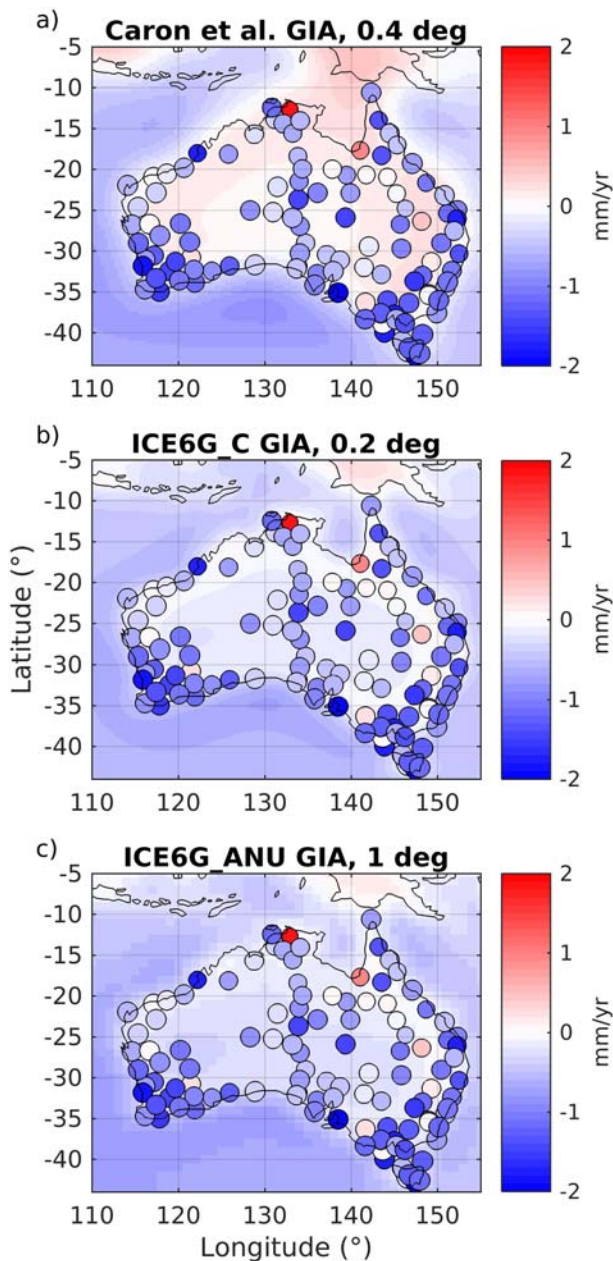 a)
Caron et al. GIA, 0.4 deg
-5
-10
-15
-20
-25
-30
-35
-40
110 120 130 140 150
2
1
0
-1
-2
mm/yr
b)
ICE6G_C GIA, 0.2 deg
-5
-10
-15
-20
-25
-30
-35
-40
Latitude (°)
110 120 130 140 150
2
1
0
-1
-2
mm/yr
c)
ICE6G_ANU GIA, 1 deg
-5
-10
-15
-20
-25
-30
-35
-40
110 120 130 140 150
Longitude (°)
2
1
0
-1
-2
mm/yr